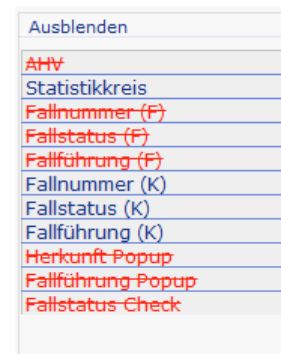 Ausblenden
AHV
Statistikkreis
Fallnummer (F)
Fallstatus (F)
Fallführung (F)
Fallnummer (K)
Fallstatus (K)
Fallführung (K)
Herkunft Popup
Fallführung Popup
Fallstatus Check